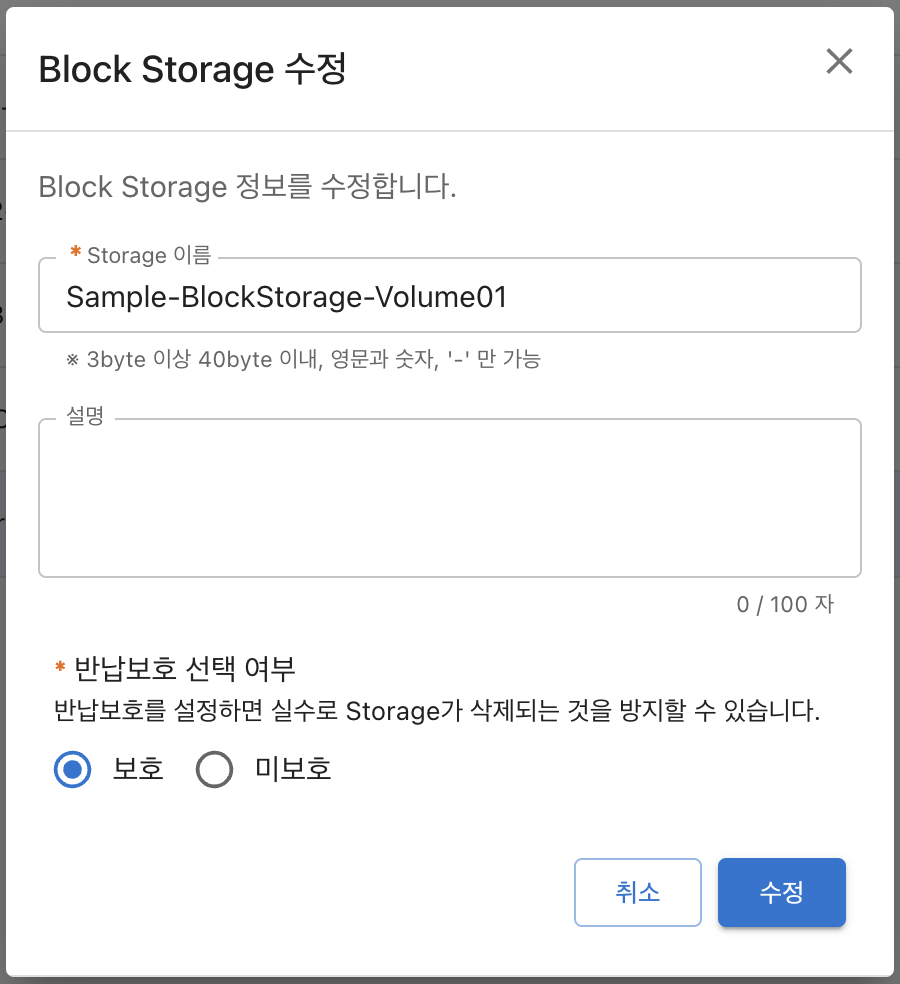 Block Storage 수정
Block Storage 정보를 수정합니다.
* Storage 이름
Sample-BlockStorage-Volume01
※ 3byte 이상 40byte 이내, 영문과 숫자, '-' 만 가능
설명
0 / 100 자
* 반납보호 선택 여부
반납보호를 설정하면 실수로 Storage가 삭제되는 것을 방지할 수 있습니다.
보호 미보호
취소 수정